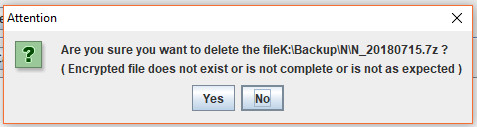 Attention
Are you sure you want to delete the fileK:\Backup\N\N_20180715.7z ?
( Encrypted file does not exist or is not complete or is not as expected )
Yes No